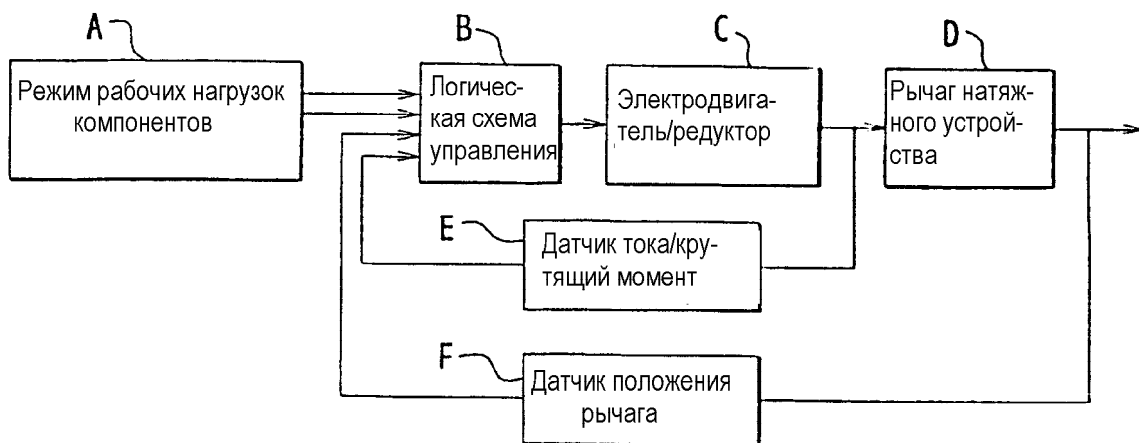 A
B
C
D
Режим рабочих нагрузок
компонентов
Логичес-
кая схема
управления
Электродвига-
тель/редуктор
Рычаг натяж-
ного устрой-
ства
E
Датчик тока/кру-
тящий момент
F
Датчик положения
рычага